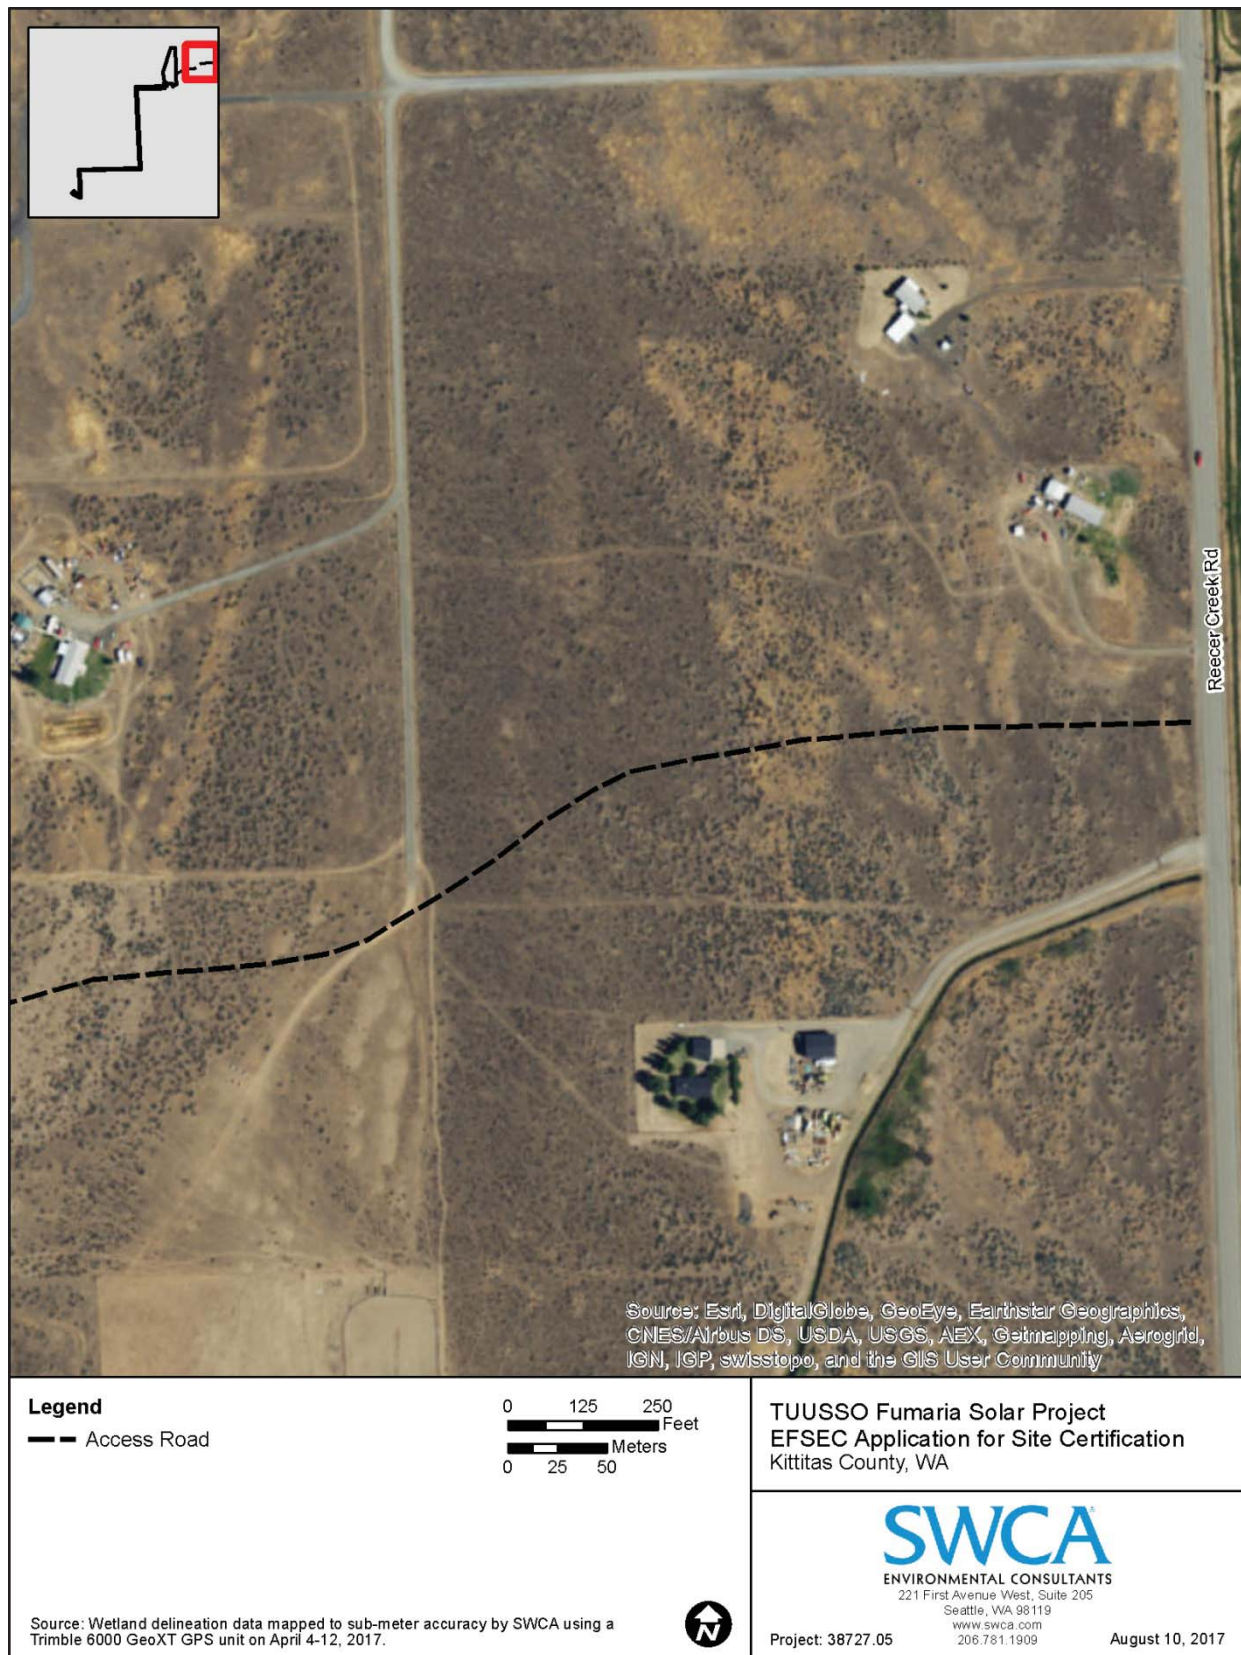 Reecer Creek Rd
Source: Esri, DigitalGlobe, GeoEye, Earthstar Geographics,
CNES/Airbus DS, USDA, USGS, AEX, Getmapping, Aerogrid,
IGN, IGP, swisstopo, and the GIS User Community
Legend
Access Road
0 125 250
Feet
Meters
0 25 50
Source: Wetland delineation data mapped to sub-meter accuracy by SWCA using a
Trimble 6000 GeoXT GPS unit on April 4-12, 2017.
N
TUUSSO Fumaria Solar Project
EFSEC Application for Site Certification
Kittitas County, WA
SWCA®
ENVIRONMENTAL CONSULTANTS
221 First Avenue West, Suite 205
Seattle, WA 98119
www.swca.com
206.781.1909
Project: 38727.05
August 10, 2017